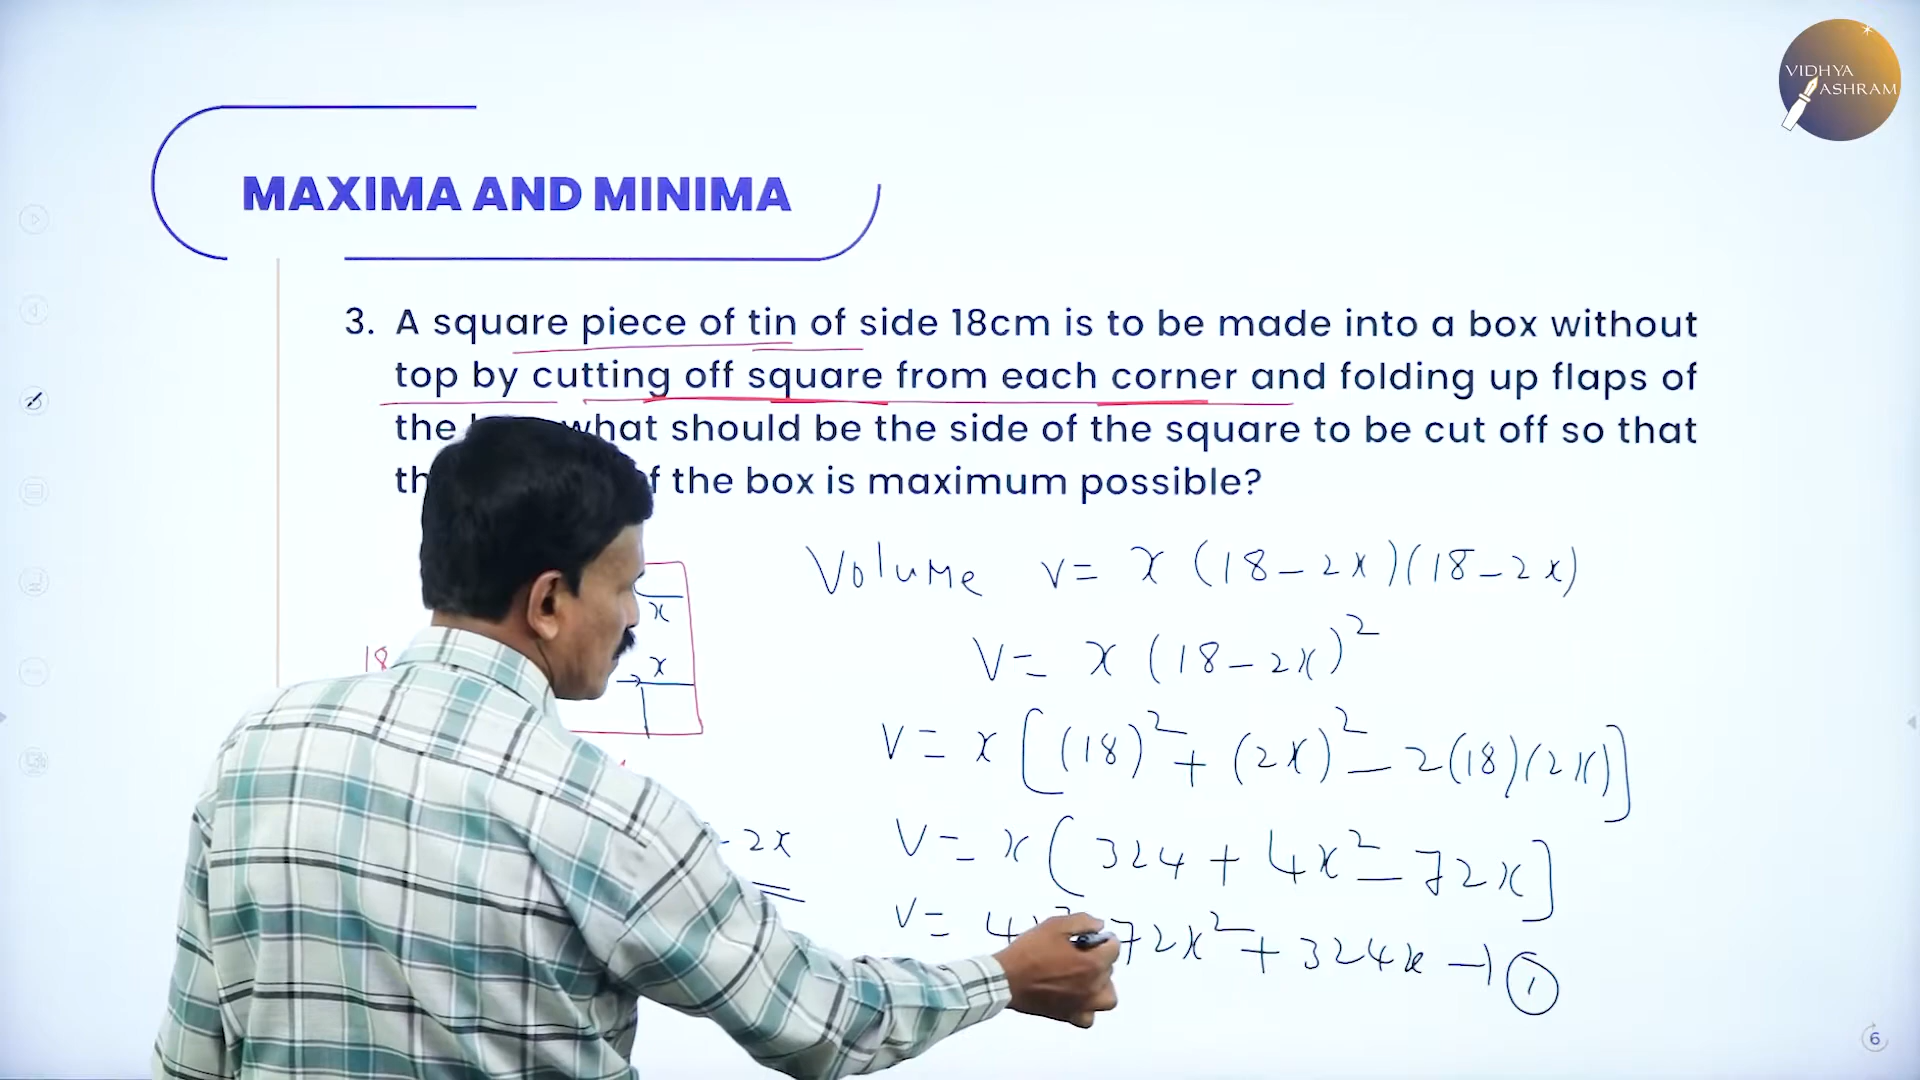 VIDHYA
ASHRAM
MAXIMA AND MINIMA
3. A square piece of tin of side 18cm is to be made into a box without
top by cutting off square from each corner and folding up flaps of
the what should be the side of the square to be cut off so that
of the box is maximum possible?
Volume v= x (18-2x)(18-2x)
V= x (18-2x)²
x
18
x
V= x [(18)²+(2x)²-2(18)(2x)]
- 2x
V= x [324 + 4x²-72x]
V= 4 72x²+324x → ①
6